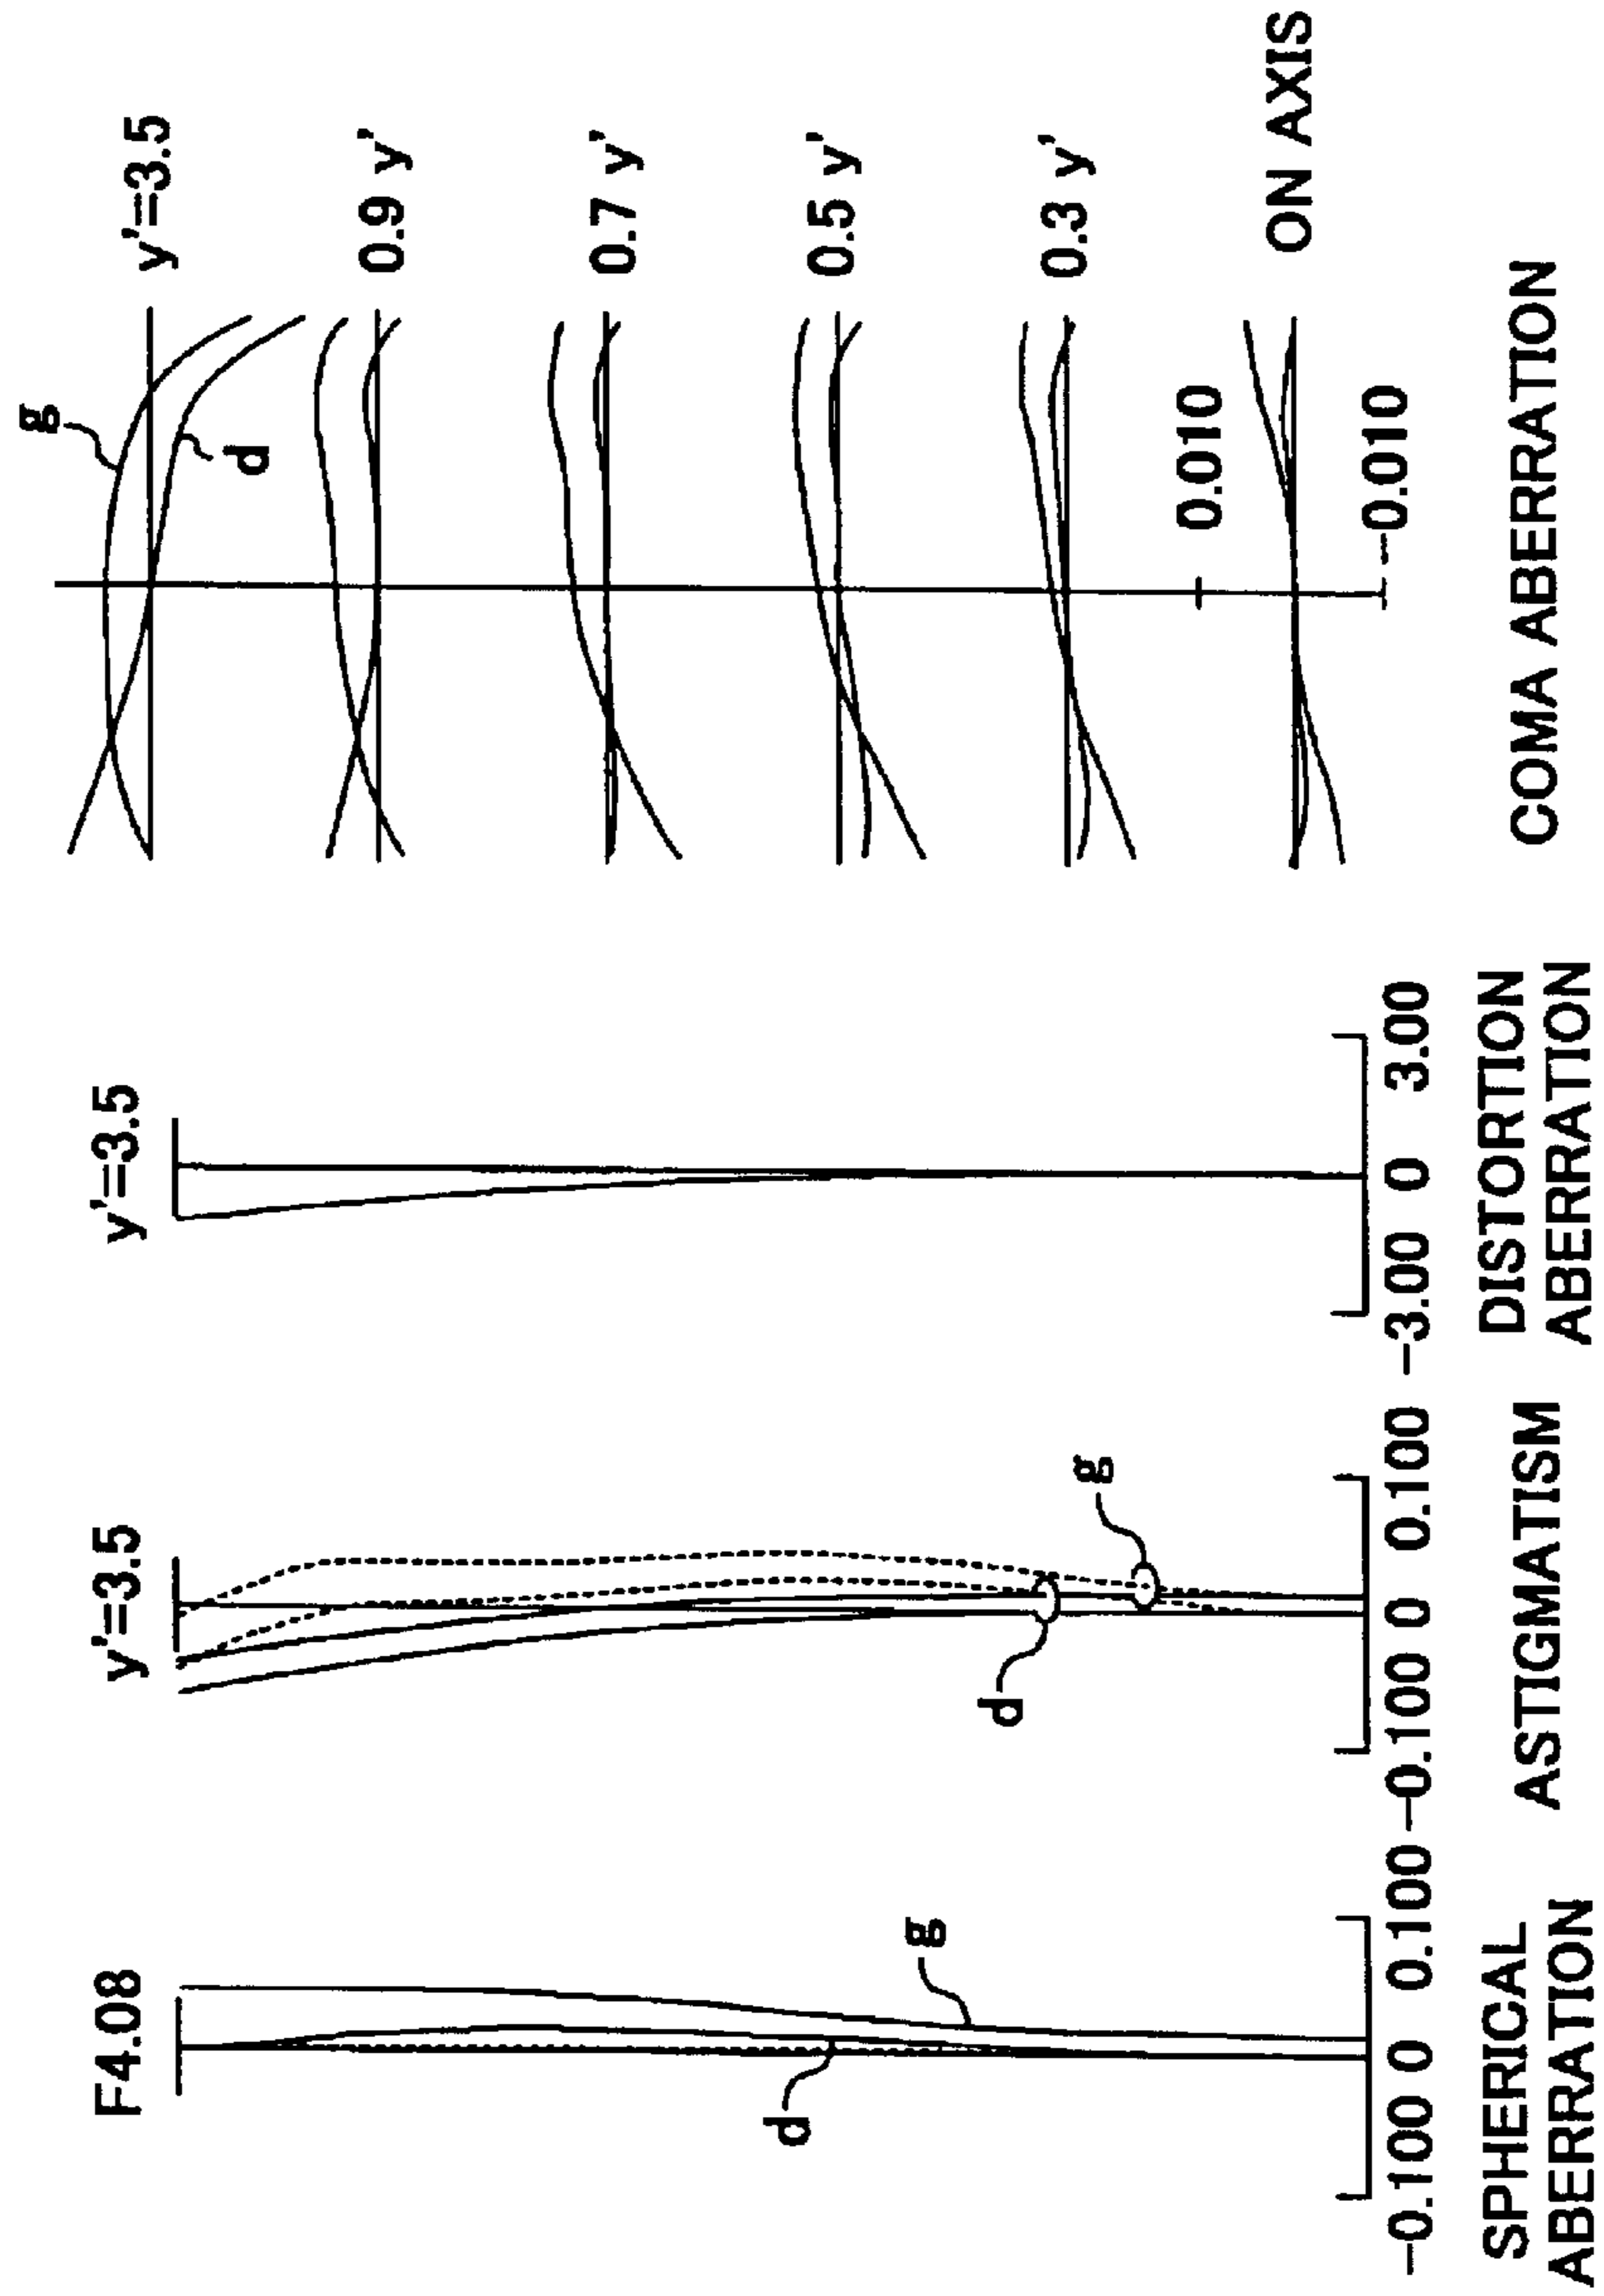 F4.08
g
d
−0.100 0 0.100
SPHERICAL
ABERRATION
y'=3.5
g
d
−0.100 0 0.100
ASTIGMATISM
y'=3.5
−3.00 0 3.00
DISTORTION
ABERRATION
g
d
y'=3.5
0.9 y'
0.7 y'
0.5 y'
0.3 y'
0.010
ON AXIS
−0.010
COMA ABERRATION